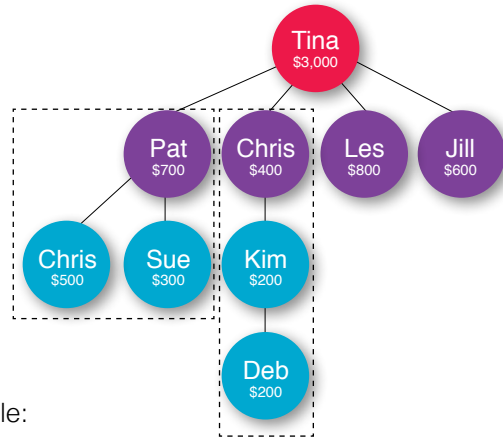 Tina
$3,000
Pat
$700
Chris
$400
Les
$800
Jill
$600
Chris
$500
Sue
$300
Kim
$200
Deb
$200
le: